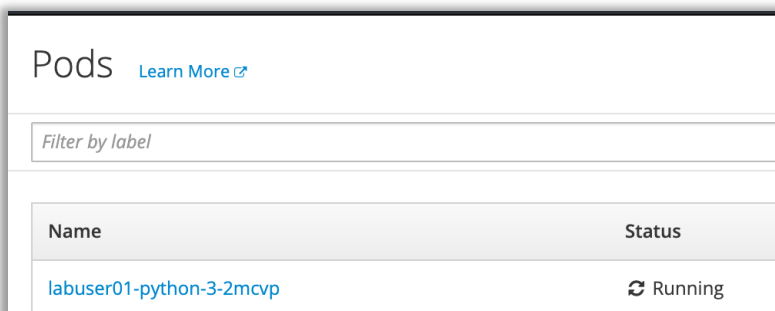 Pods Learn More
Filter by label
Name Status
labuser01-python-3-2mcvp Running